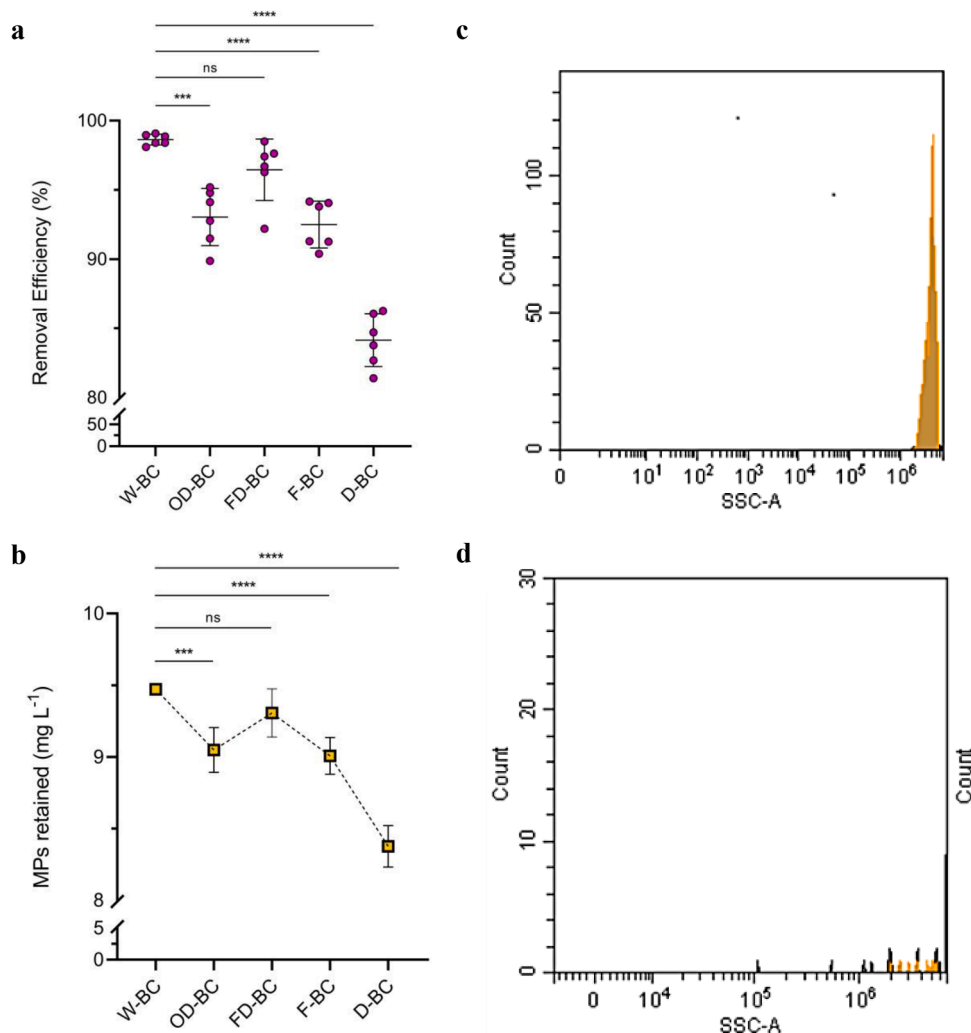 a
****
****
ns
***
100
90
80
50
0
Removal Efficiency (%)
W-BC
OD-BC
FD-BC
F-BC
D-BC
b
****
****
ns
***
10
9
8
5
0
MPs retained (mg L⁻¹)
W-BC
OD-BC
FD-BC
F-BC
D-BC
c
100
50
0
Count
0 10¹ 10² 10³ 10⁴ 10⁵ 10⁶
SSC-A
d
30
20
10
0
Count
Count
0 10⁴ 10⁵ 10⁶
SSC-A